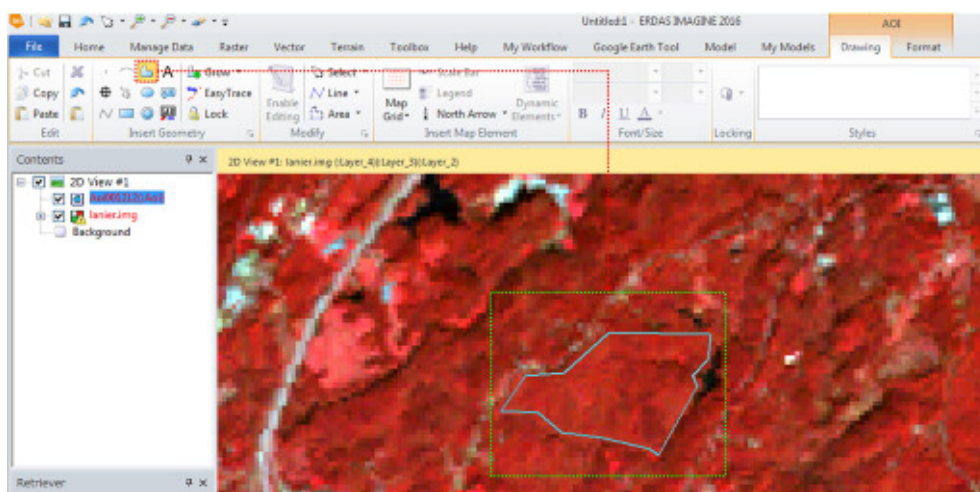 Untitled:1 - ERDAS IMAGINE 2016
AOI
File Home Manage Data Raster Vector Terrain Toolbox Help My Workflow Google Earth Tool Model My Models Drawing Format
Cut A Grow Select Scale Bar
Copy EasyTrace Enable Editing Line Map Grid Legend Dynamic Elements
Paste Lock Area North Arrow B I U A
Edit Insert Geometry Modify Insert Map Element Font/Size Locking Styles
Contents
2D View #1: lanier.img (:Layer_4)(:Layer_3)(:Layer_2)
2D View #1
lanier.img
Background
Retriever